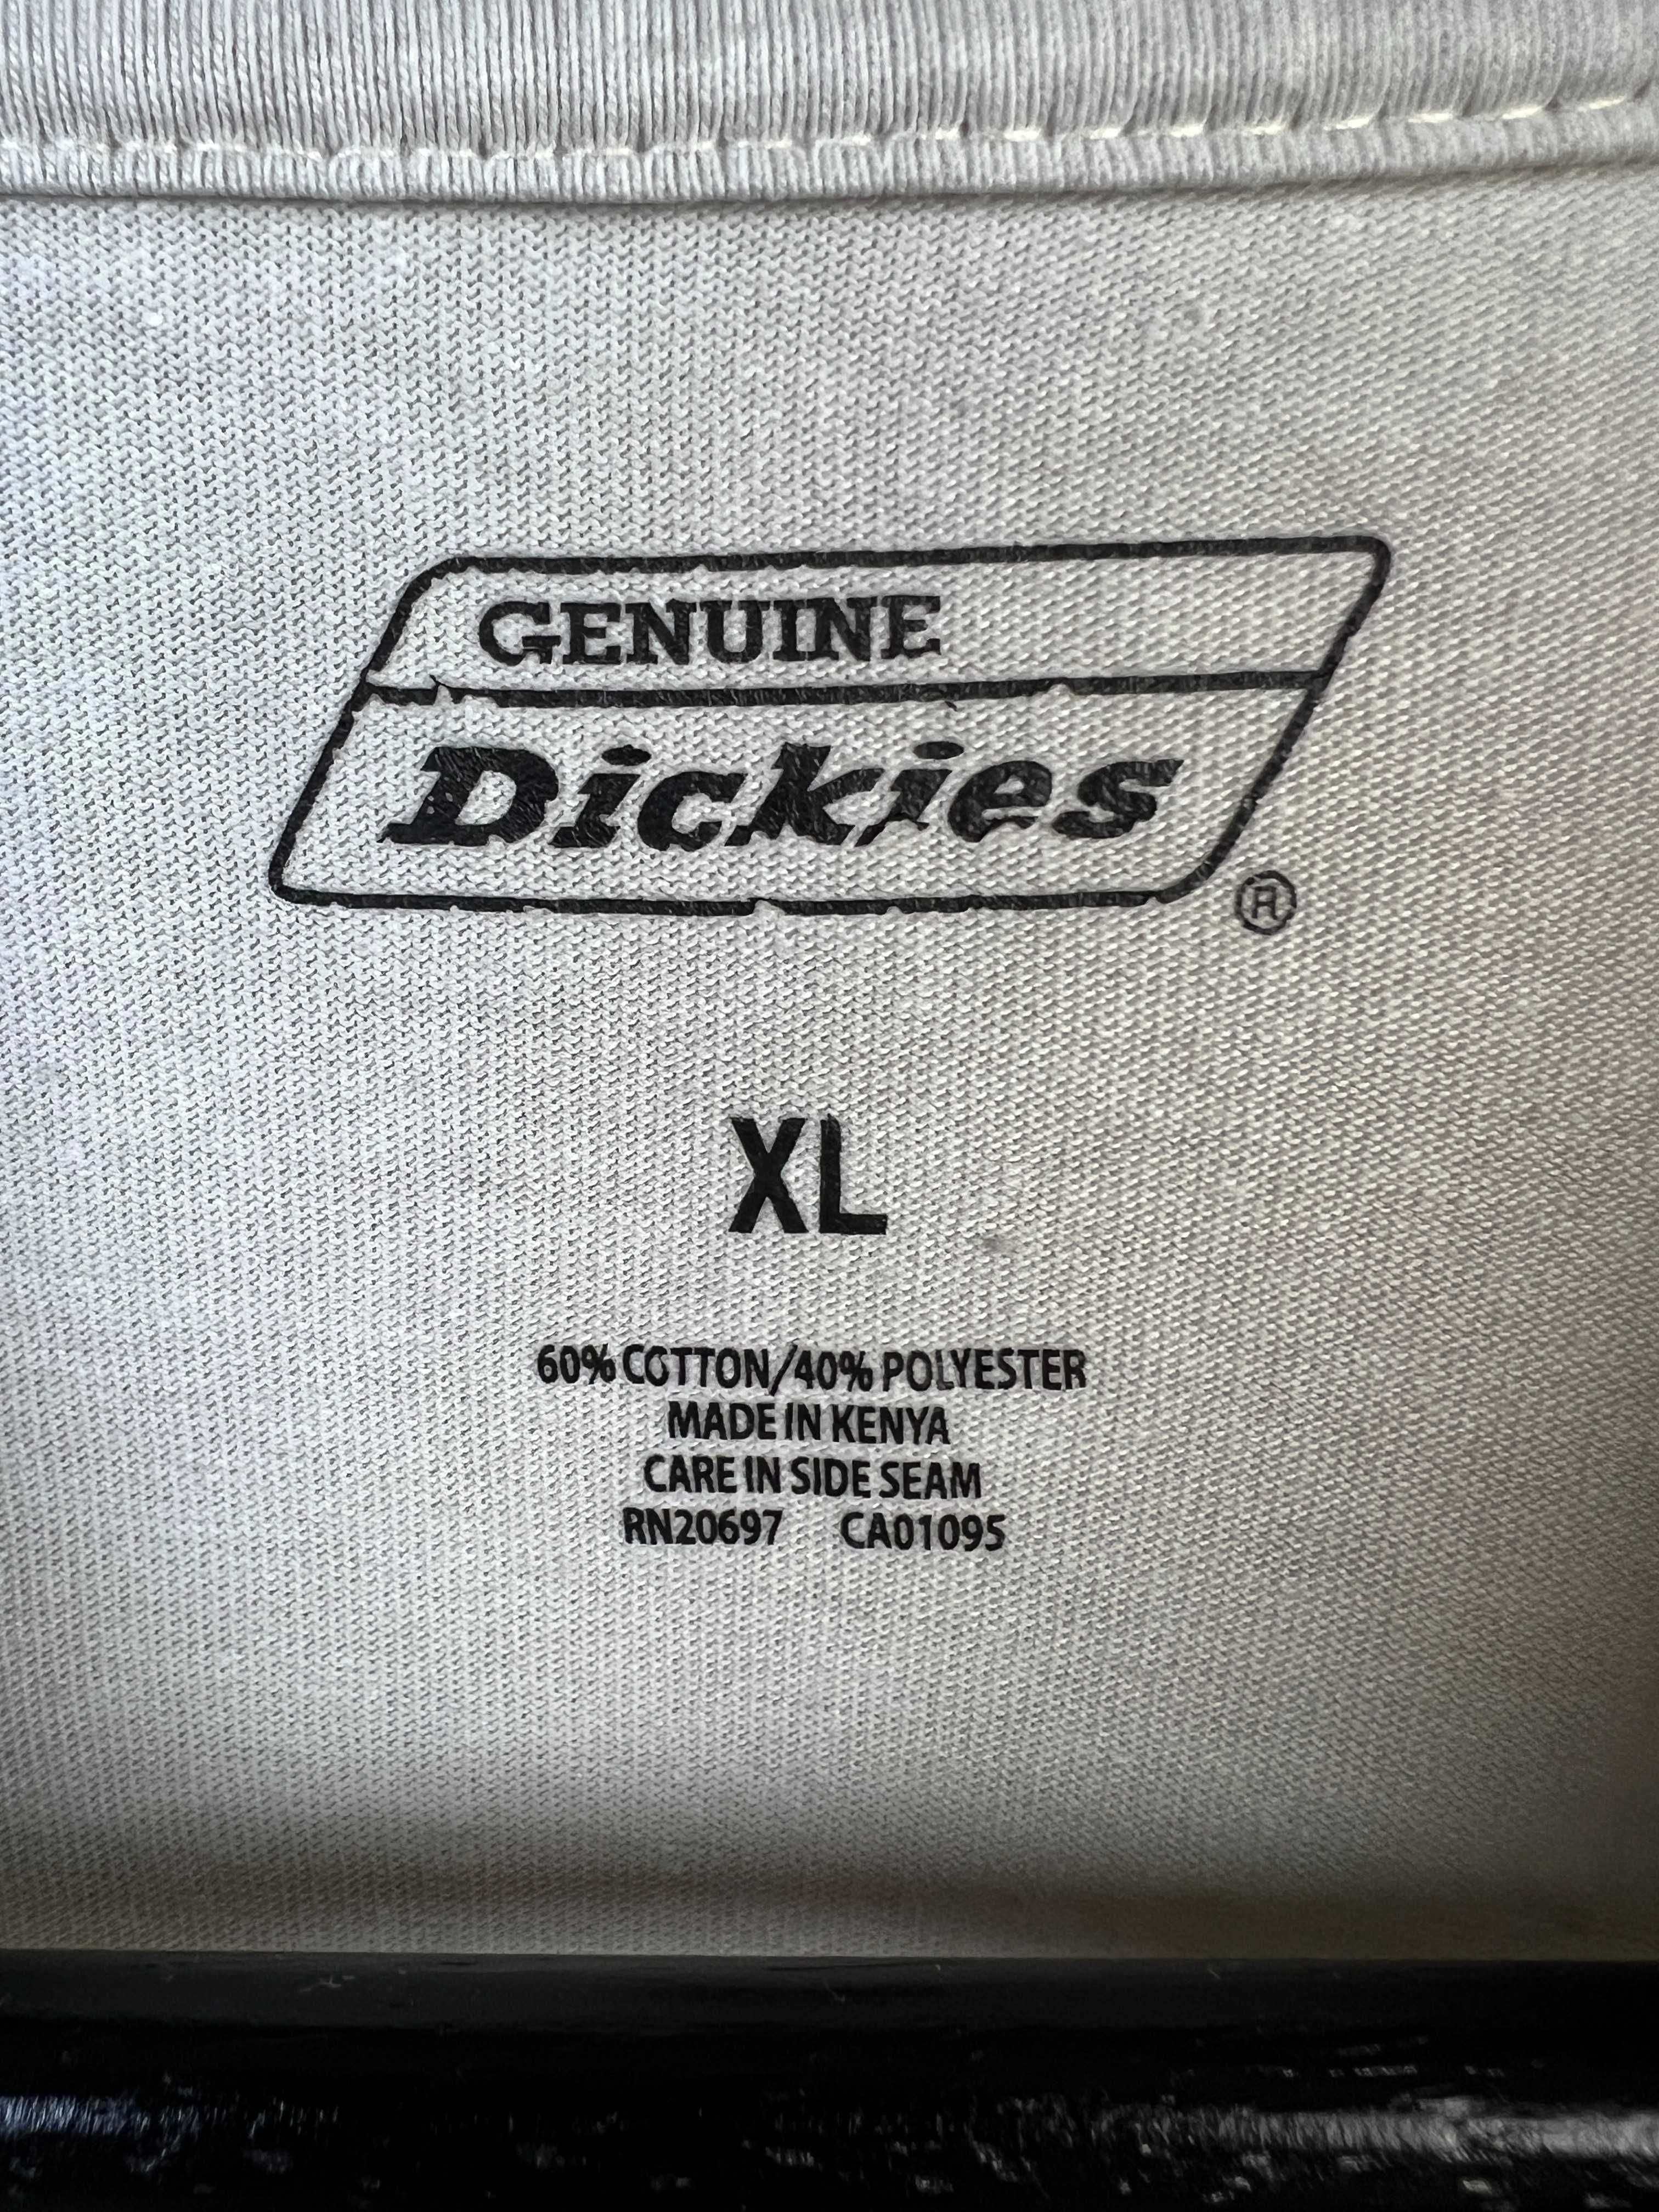 GENUINE
Dickies
®
XL
60% COTTON/40% POLYESTER
MADE IN KENYA
CARE IN SIDE SEAM
RN20697 CA01095